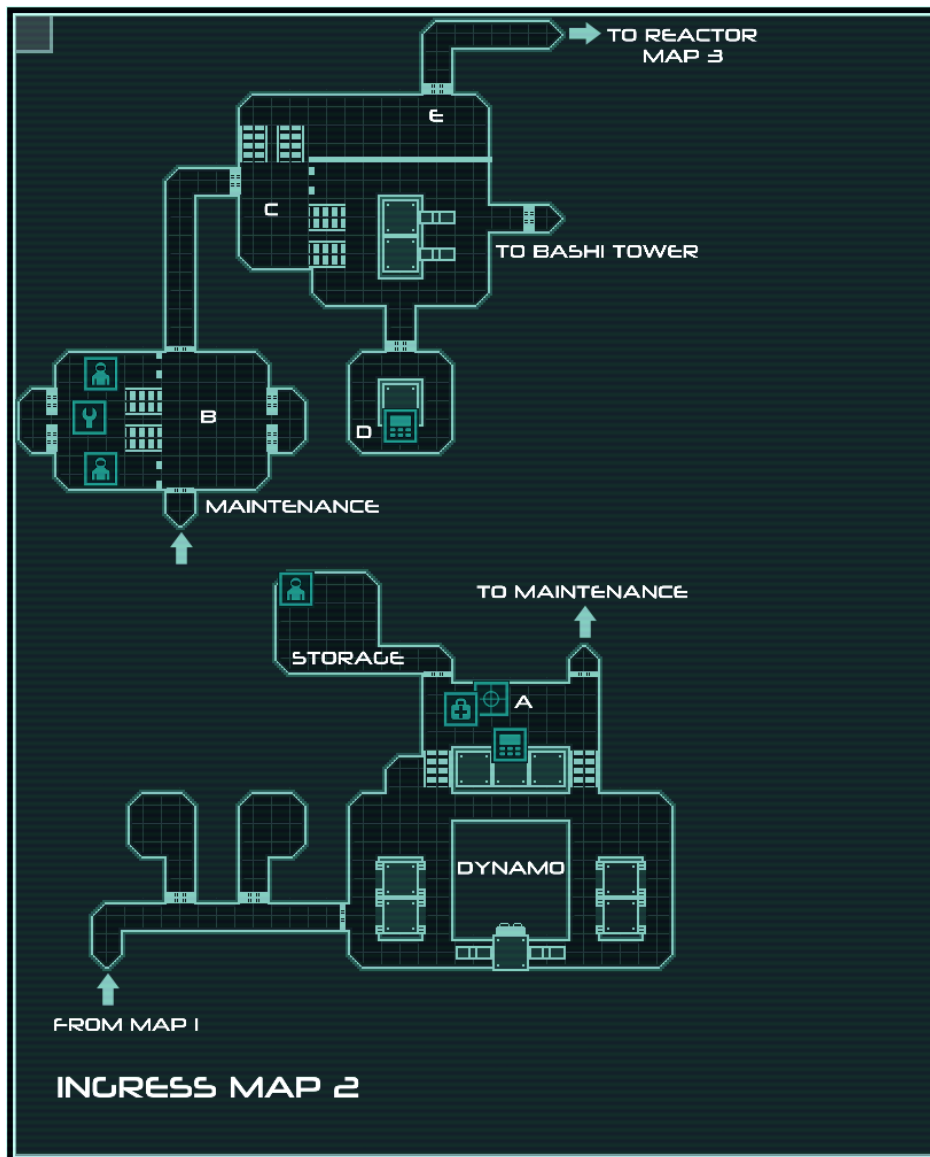 TO REACTOR
MAP 3
E
C
TO BASHI TOWER
B
D
MAINTENANCE
TO MAINTENANCE
STORAGE
A
DYNAMO
FROM MAP 1
INGRESS MAP 2